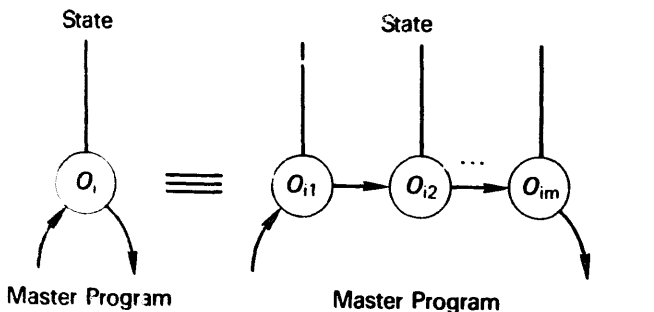 State
State
O_i
O_i1
O_i2
...
O_im
Master Program
Master Program